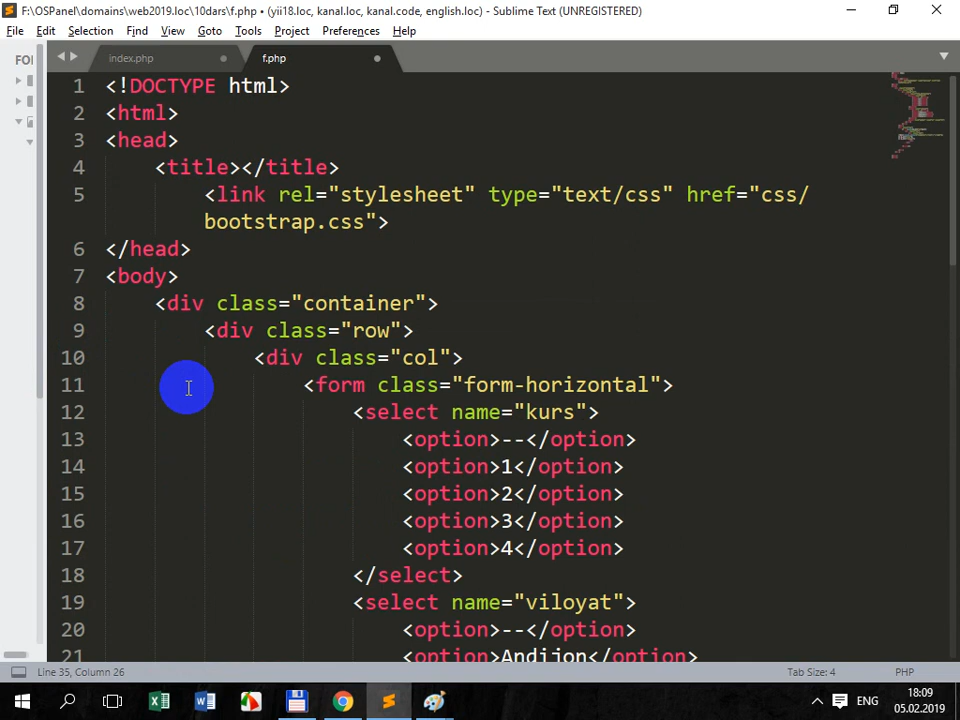 F:\OSPanel\domains\web2019.loc\10dars\f.php • (yii18.loc, kanal.loc, kanal.code, english.loc) - Sublime Text (UNREGISTERED)
File Edit Selection Find View Goto Tools Project Preferences Help
index.php f.php
1 <!DOCTYPE html>
2 <html>
3 <head>
4 <title></title>
5 <link rel="stylesheet" type="text/css" href="css/
bootstrap.css">
6 </head>
7 <body>
8 <div class="container">
9 <div class="row">
10 <div class="col">
11 <form class="form-horizontal">
12 <select name="kurs">
13 <option>--</option>
14 <option>1</option>
15 <option>2</option>
16 <option>3</option>
17 <option>4</option>
18 </select>
19 <select name="viloyat">
20 <option>--</option>
21 <option>Andijon</option>
Line 35, Column 26 Tab Size: 4 PHP
ENG 18:09
05.02.2019